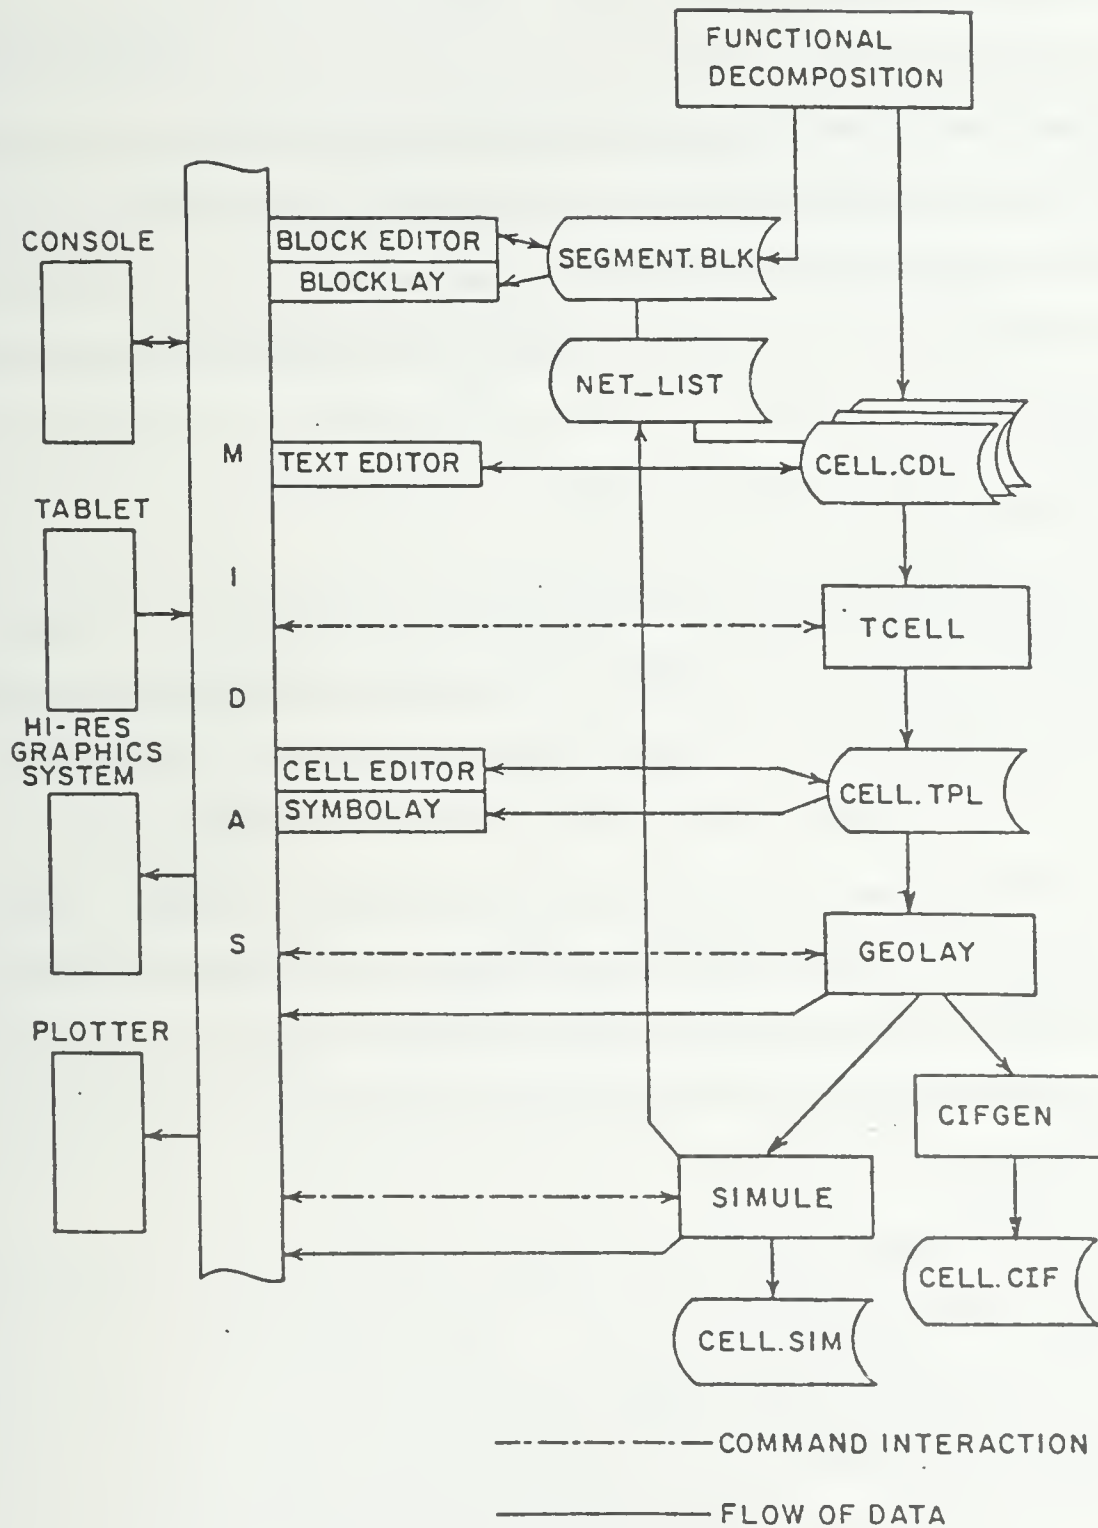 FUNCTIONAL
DECOMPOSITION
CONSOLE
BLOCK EDITOR
BLOCKLAY
SEGMENT.BLK
NET_LIST
TEXT EDITOR
CELL.CDL
TABLET
TCELL
HI-RES
GRAPHICS
SYSTEM
M
I
D
A
S
CELL EDITOR
SYMBOLAY
CELL.TPL
GEOLAY
PLOTTER
CIFGEN
SIMULE
CELL.CIF
CELL.SIM
COMMAND INTERACTION
FLOW OF DATA